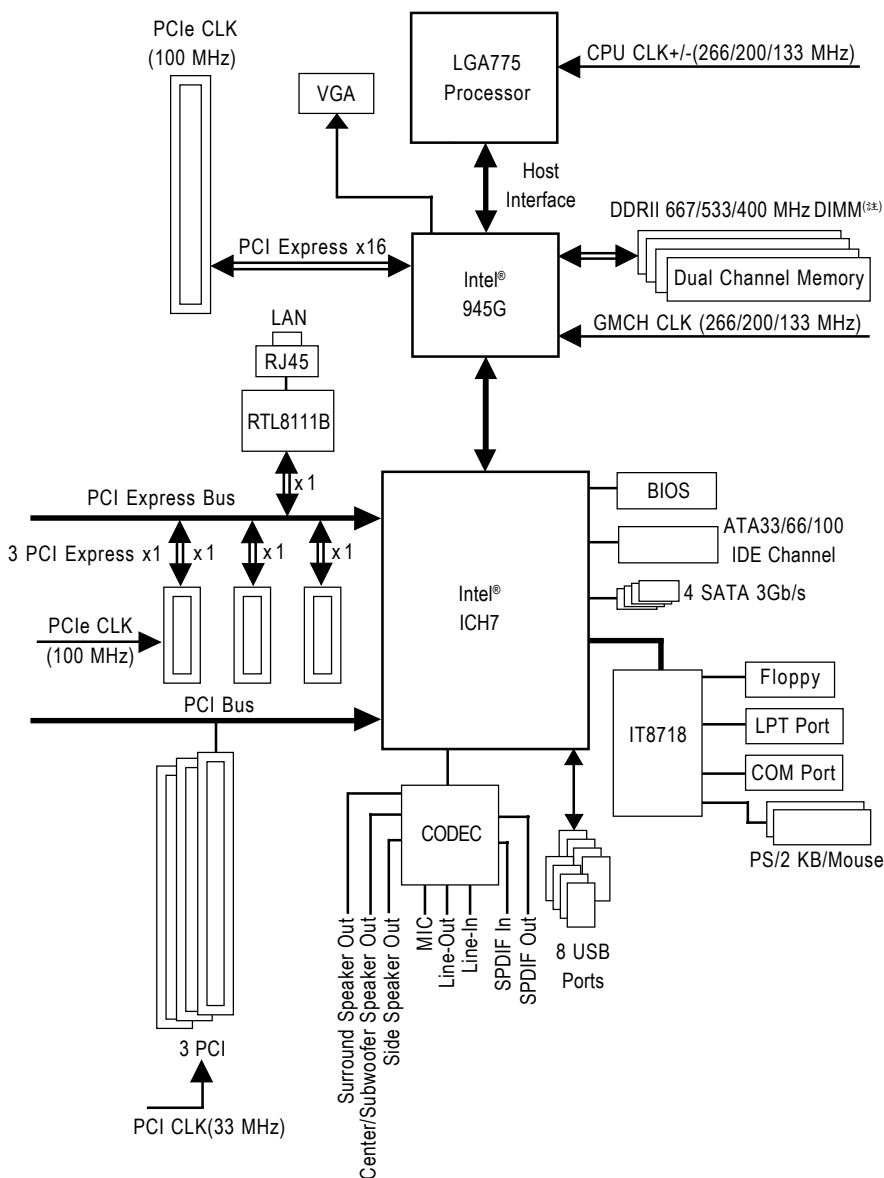 PCIe CLK
(100 MHz)
LGA775
Processor
CPU CLK+/-(266/200/133 MHz)
VGA
Host
Interface
DDRII 667/533/400 MHz DIMM(註)
PCI Express x16
Intel®
945G
Dual Channel Memory
GMCH CLK (266/200/133 MHz)
LAN
RJ45
RTL8111B
x1
PCI Express Bus
3 PCI Express x1
x1
x1
x1
PCIe CLK
(100 MHz)
Intel®
ICH7
BIOS
ATA33/66/100
IDE Channel
4 SATA 3Gb/s
PCI Bus
IT8718
Floppy
LPT Port
COM Port
PS/2 KB/Mouse
CODEC
Surround Speaker Out
Center/Subwoofer Speaker Out
Side Speaker Out
MIC
Line-Out
Line-In
SPDIF In
SPDIF Out
8 USB
Ports
3 PCI
PCI CLK(33 MHz)